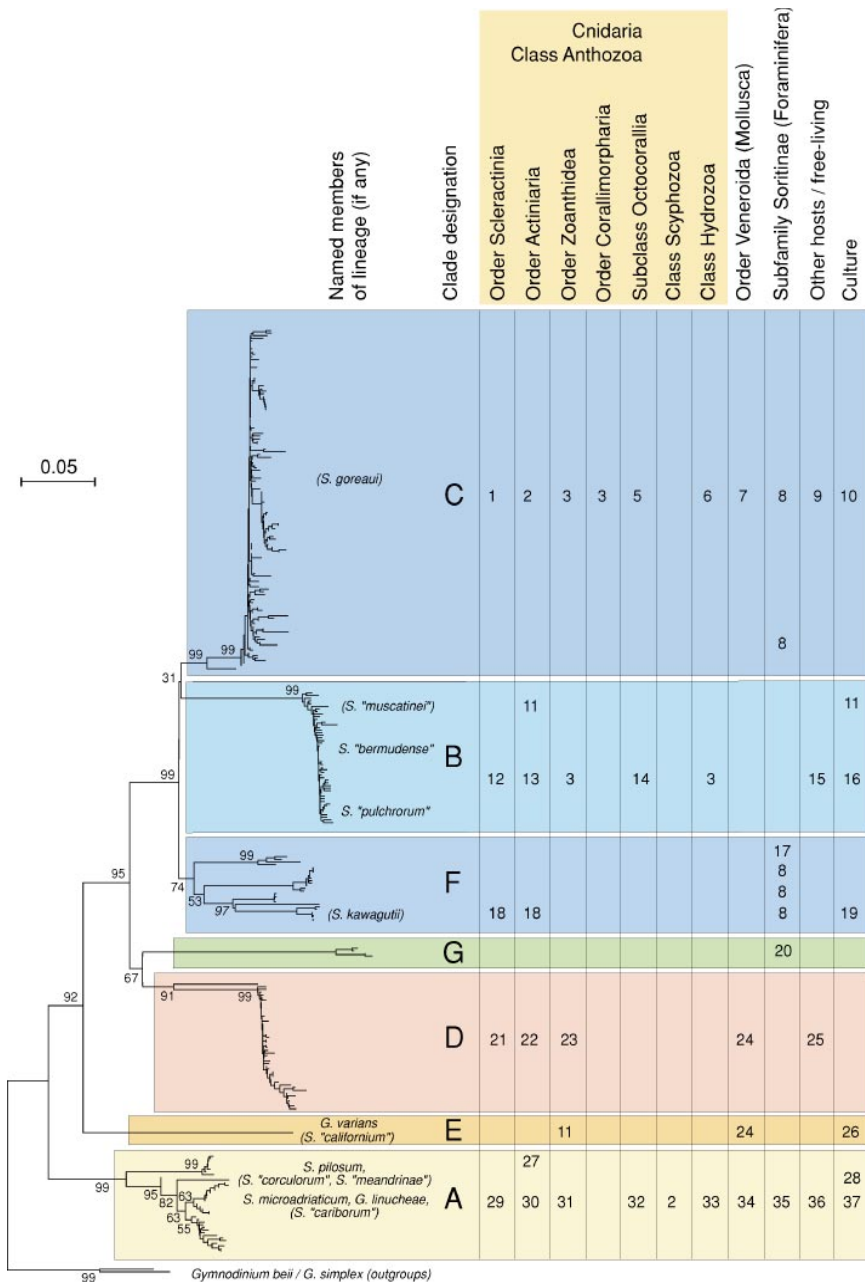 Cnidaria
Class Anthozoa
Named members
of lineage (if any)
Clade designation
Order Scleractinia
Order Actiniaria
Order Zoanthidea
Order Corallimorpharia
Subclass Octocorallia
Class Scyphozoa
Class Hydrozoa
Order Veneroida (Mollusca)
Subfamily Soritinae (Foraminifera)
Other hosts / free-living
Culture
0.05
(S. goreaui) C 1 2 3 3 5 6 7 8 9 10
8
99 99
31
99
(S. "muscatinei") 11 11
S. "bermudense"
B
12 13 3 14 3 15 16
S. "pulchrorum"
99
17
99
8
74 F
8
53
97 (S. kawagutii) 18 18 8 19
95
G 20
67
91 99
D 21 22 23 24 25
92
G. varians
(S. "californium") E 11 24 26
27
99 S. pilosum,
99 (S. "corculorum", S. "meandrinae") 28
95
82 63 S. microadriaticum, G. linucheae, A 29 30 31 32 2 33 34 35 36 37
(S. "cariborum")
63
55
99 Gymnodinium beii / G. simplex (outgroups)